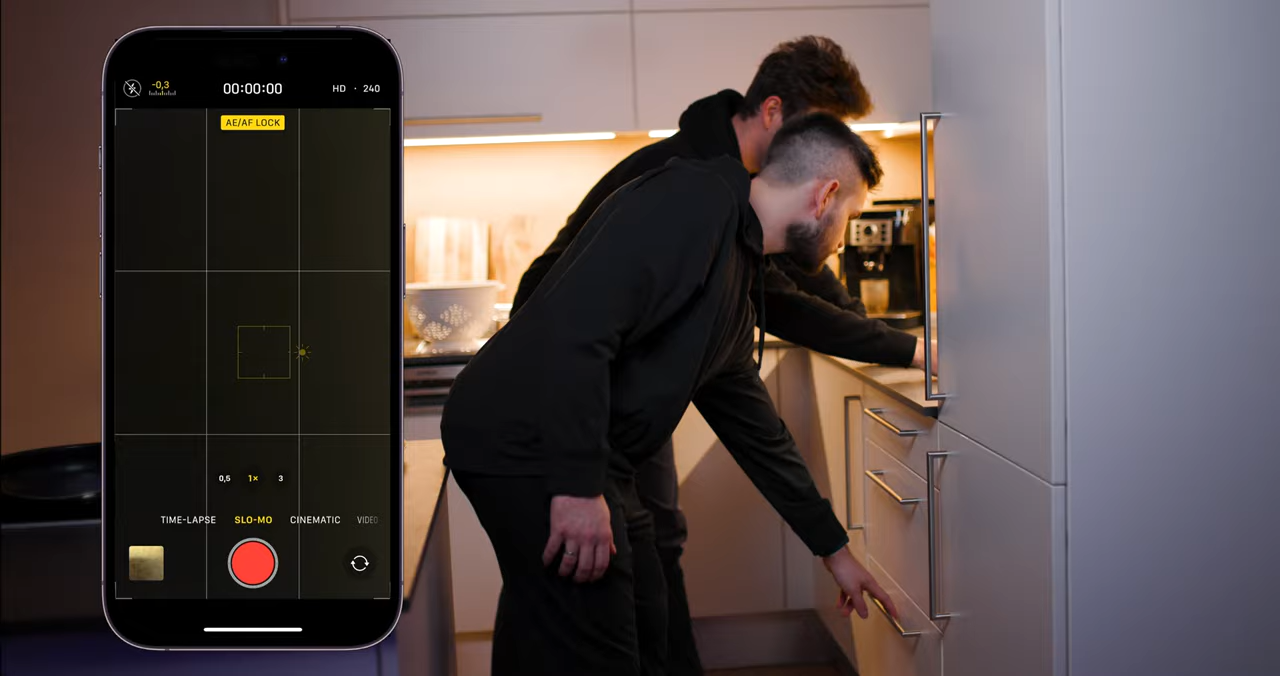 -0,3
00:00:00
HD · 240
AE/AF LOCK
0,5 1× 3
TIME-LAPSE SLO-MO CINEMATIC VIDEO